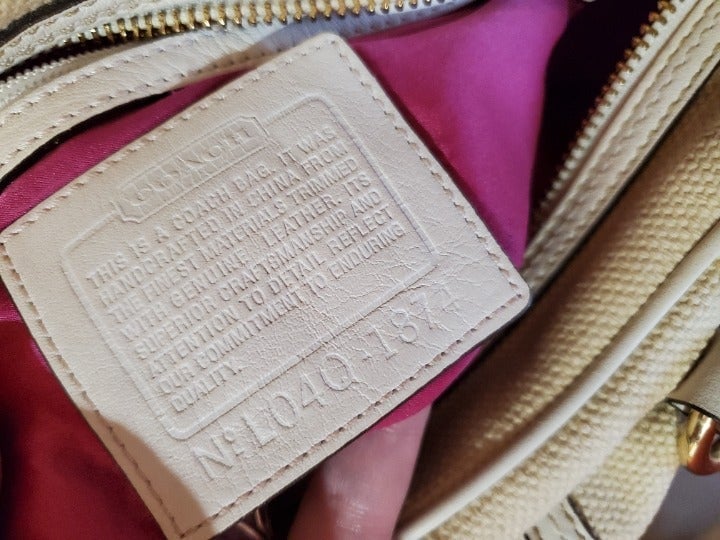 COACH
THIS IS A COACH BAG. IT WAS
HANDCRAFTED IN CHINA FROM
THE FINEST MATERIALS TRIMMED
WITH GENUINE LEATHER. ITS
SUPERIOR CRAFTSMANSHIP AND
ATTENTION TO DETAIL REFLECT
OUR COMMITMENT TO ENDURING
QUALITY.
No L04Q-1374